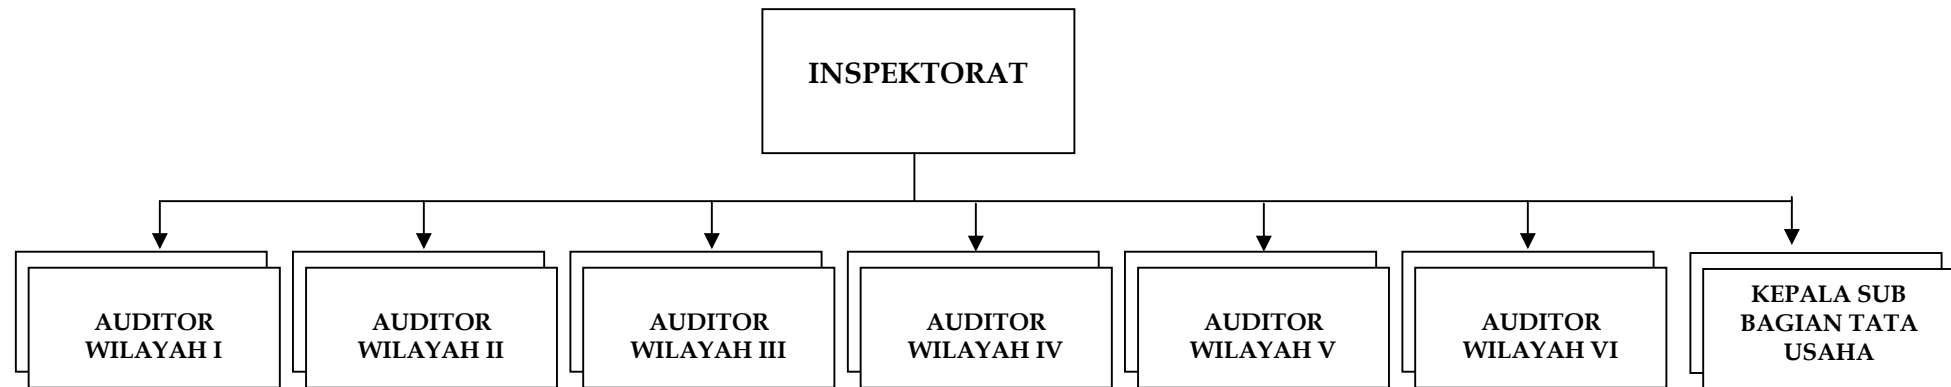 INSPEKTORAT
AUDITOR
WILAYAH I
AUDITOR
WILAYAH II
AUDITOR
WILAYAH III
AUDITOR
WILAYAH IV
AUDITOR
WILAYAH V
AUDITOR
WILAYAH VI
KEPALA SUB
BAGIAN TATA
USAHA